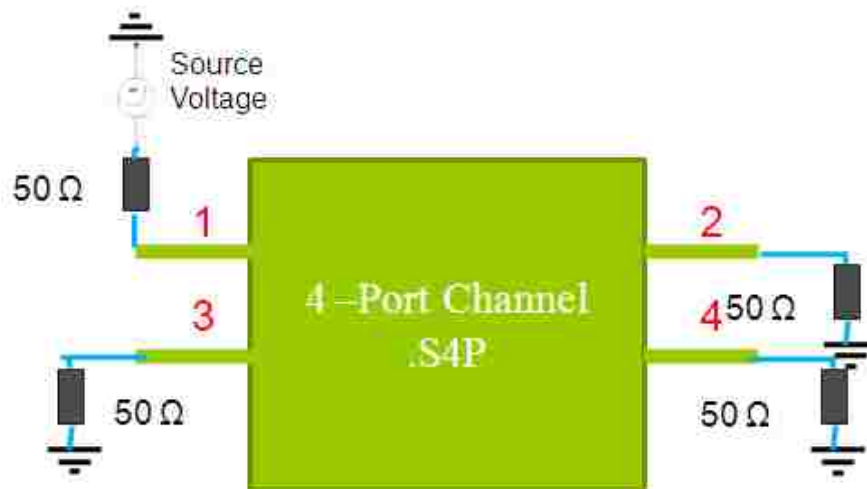 Source
Voltage
50 Ω
1
2
3
4 –Port Channel
.S4P
4
50 Ω
50 Ω
50 Ω